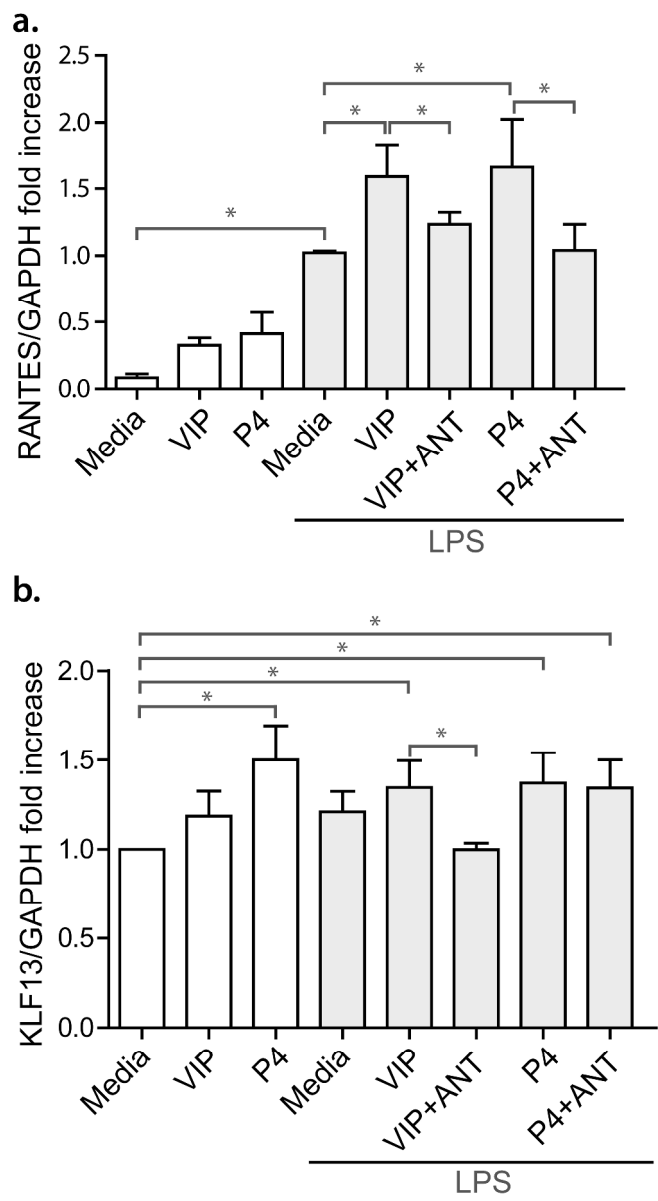 a.
RANTES/GAPDH fold increase
2.5
2.0
1.5
1.0
0.5
0.0
*
*
*
*
*
Media
VIP
P4
Media
VIP
VIP+ANT
P4
P4+ANT
LPS
b.
KLF13/GAPDH fold increase
2.0
1.5
1.0
0.5
0.0
*
*
*
*
*
Media
VIP
P4
Media
VIP
VIP+ANT
P4
P4+ANT
LPS